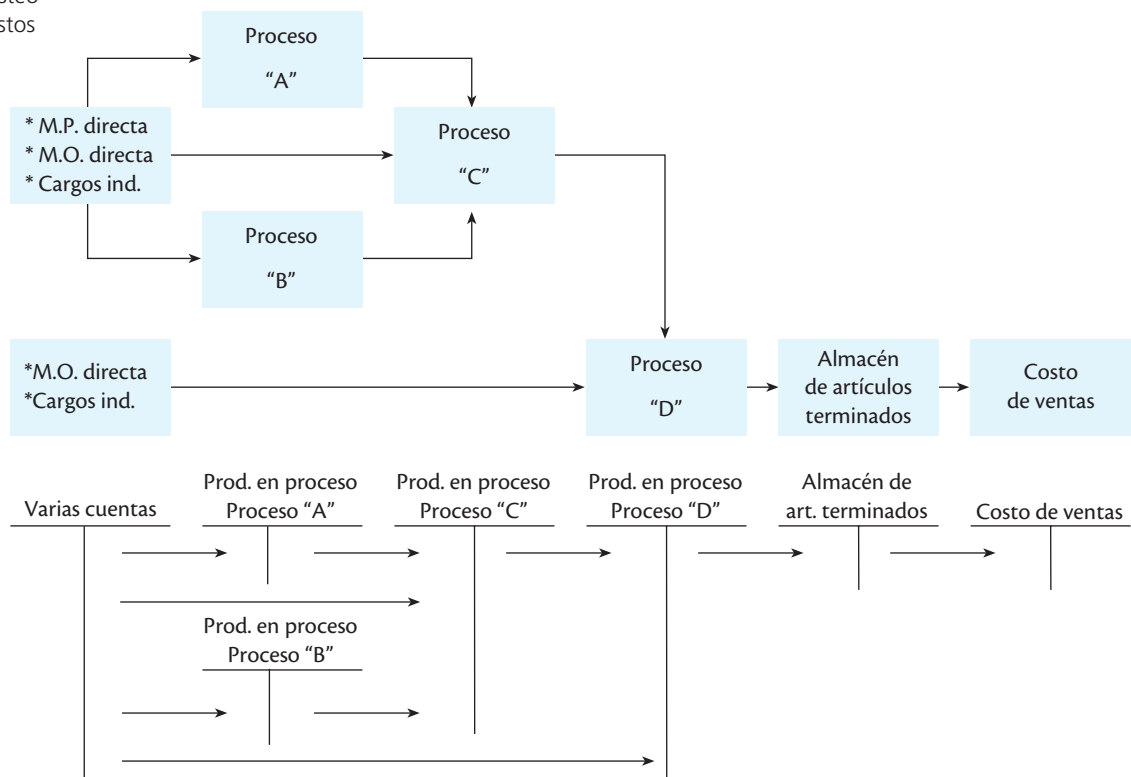 stos
Proceso
“A”
* M.P. directa
* M.O. directa
* Cargos ind.
Proceso
“C”
Proceso
“B”
*M.O. directa
*Cargos ind.
Proceso
“D”
Almacén
de artículos
terminados
Costo
de ventas
Varias cuentas
Prod. en proceso
Proceso “A”
Prod. en proceso
Proceso “C”
Prod. en proceso
Proceso “D”
Almacén de
art. terminados
Costo de ventas
Prod. en proceso
Proceso “B”